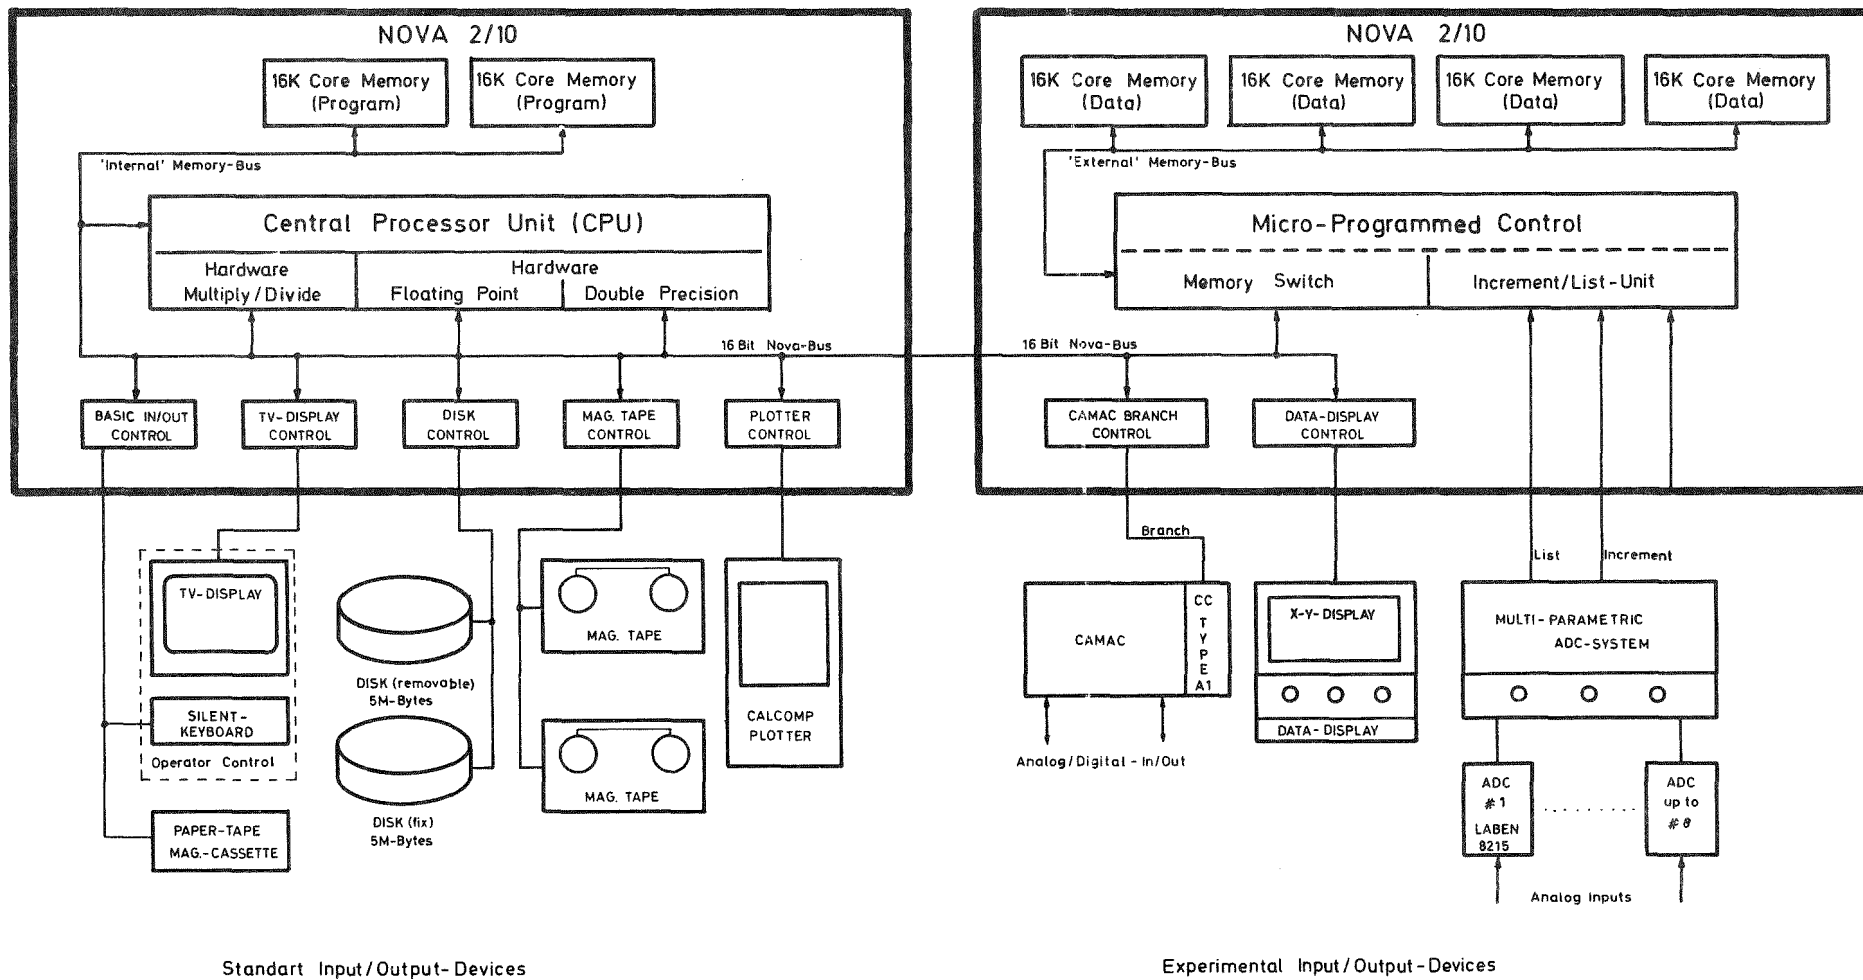 NOVA 2/10
16K Core Memory
(Program)
16K Core Memory
(Program)
'Internal' Memory-Bus
Central Processor Unit (CPU)
Hardware
Multiply/Divide
Hardware
Floating Point
Double Precision
16 Bit Nova-Bus
BASIC IN/OUT
CONTROL
TV-DISPLAY
CONTROL
DISK
CONTROL
MAG. TAPE
CONTROL
PLOTTER
CONTROL
TV-DISPLAY
SILENT-
KEYBOARD
Operator Control
PAPER-TAPE
MAG.-CASSETTE
DISK (removable)
5M-Bytes
DISK (fix)
5M-Bytes
MAG. TAPE
MAG. TAPE
CALCOMP
PLOTTER
Standart Input/Output-Devices
NOVA 2/10
16K Core Memory
(Data)
16K Core Memory
(Data)
16K Core Memory
(Data)
16K Core Memory
(Data)
'External' Memory-Bus
Micro-Programmed Control
Memory Switch
Increment/List-Unit
16 Bit Nova-Bus
CAMAC BRANCH
CONTROL
DATA-DISPLAY
CONTROL
Branch
List
Increment
CAMAC
CC
TYPE
A1
Analog/Digital-In/Out
X-Y-DISPLAY
DATA-DISPLAY
MULTI-PARAMETRIC
ADC-SYSTEM
ADC
#1
LABEN
8215
ADC
up to
#8
Analog Inputs
Experimental Input/Output-Devices